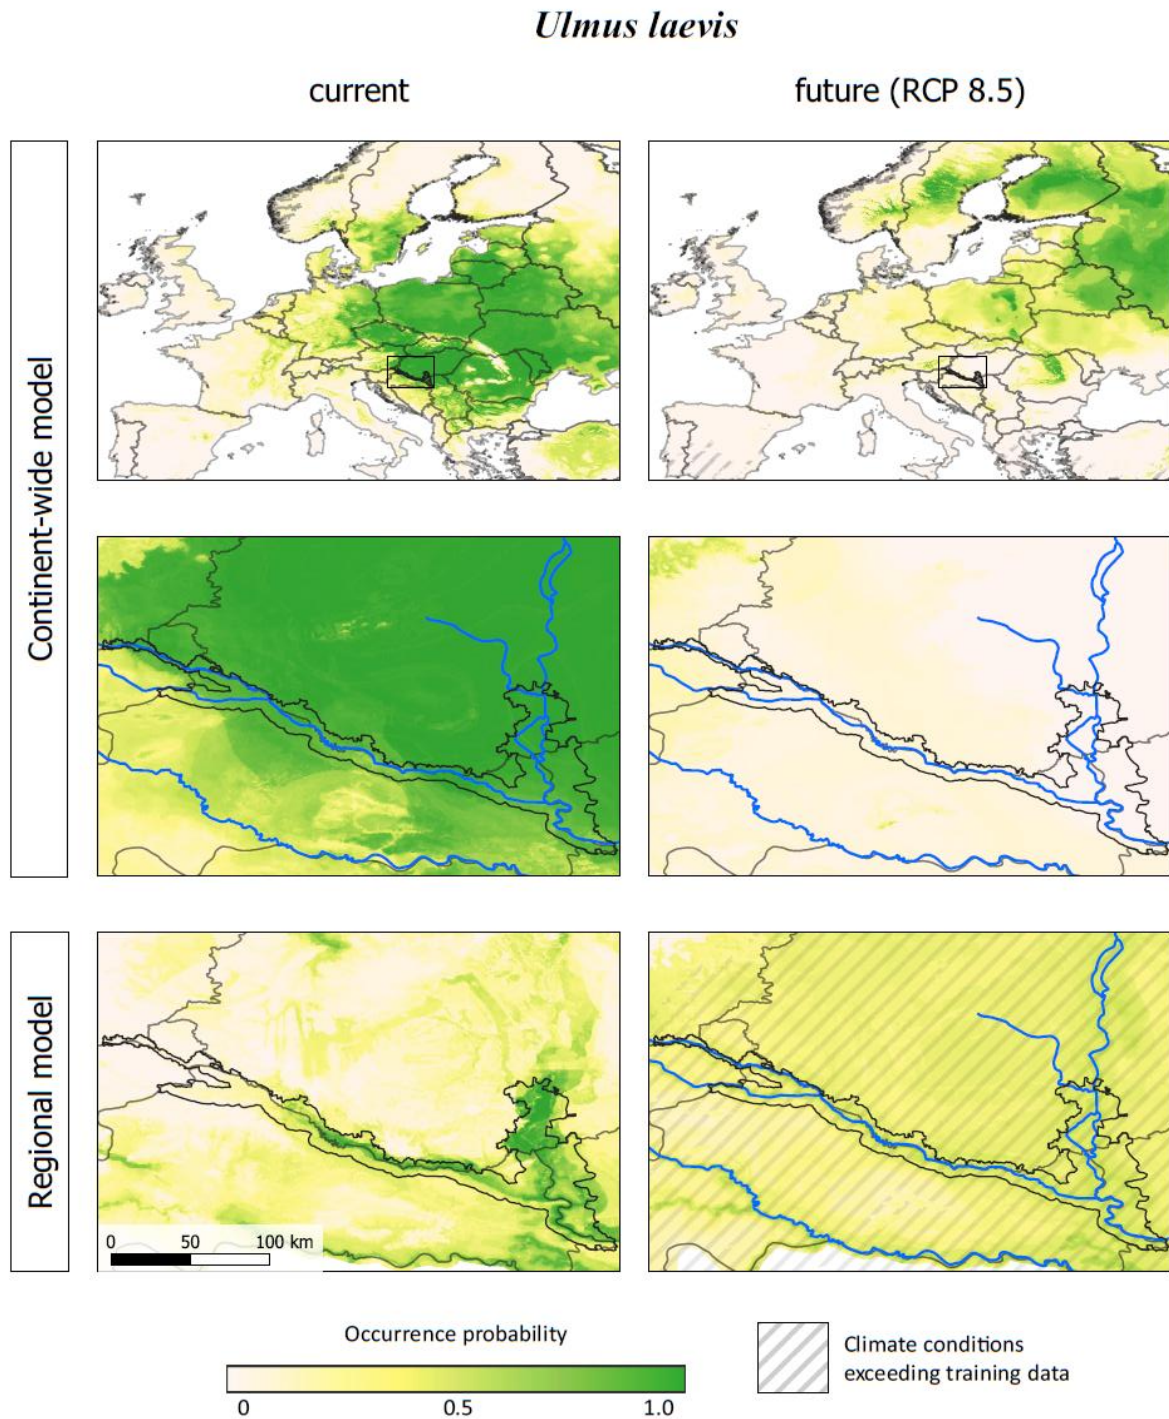 Ulmus laevis
current
future (RCP 8.5)
Continent-wide model
Regional model
0
50
100 km
Occurrence probability
0
0.5
1.0
Climate conditions
exceeding training data